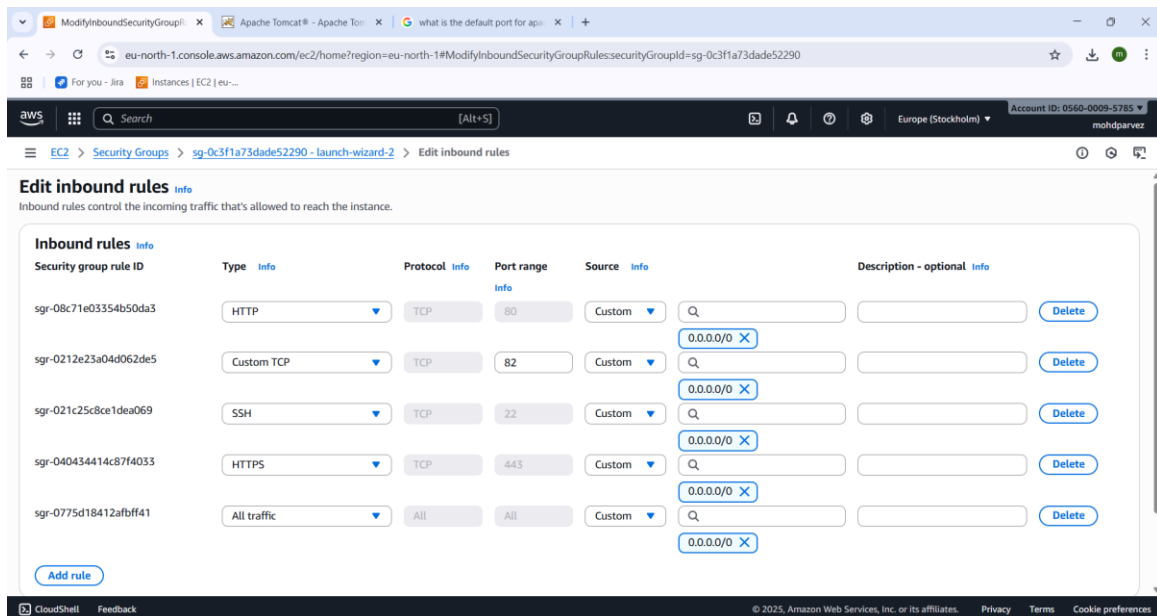 ModifyInboundSecurityGroupR
Apache Tomcat® - Apache Tom
what is the default port for apa
eu-north-1.console.aws.amazon.com/ec2/home?region=eu-north-1#ModifyInboundSecurityGroupRules:securityGroupId=sg-0c3f1a73dade52290
m
For you - Jira
Instances | EC2 | eu-...
aws
Search
[Alt+S]
Europe (Stockholm)
Account ID: 0560-0009-5785
mohdparvez
EC2 > Security Groups > sg-0c3f1a73dade52290 - launch-wizard-2 > Edit inbound rules
Edit inbound rules Info
Inbound rules control the incoming traffic that's allowed to reach the instance.
Inbound rules Info
Security group rule ID Type Info Protocol Info Port range Source Info Description - optional Info
Info
sgr-08c71e03354b50da3 HTTP TCP 80 Custom Delete
0.0.0.0/0
sgr-0212e23a04d062de5 Custom TCP TCP 82 Custom Delete
0.0.0.0/0
sgr-021c25c8ce1dea069 SSH TCP 22 Custom Delete
0.0.0.0/0
sgr-040434414c87f4033 HTTPS TCP 443 Custom Delete
0.0.0.0/0
sgr-0775d18412afbff41 All traffic All All Custom Delete
0.0.0.0/0
Add rule
CloudShell Feedback © 2025, Amazon Web Services, Inc. or its affiliates. Privacy Terms Cookie preferences